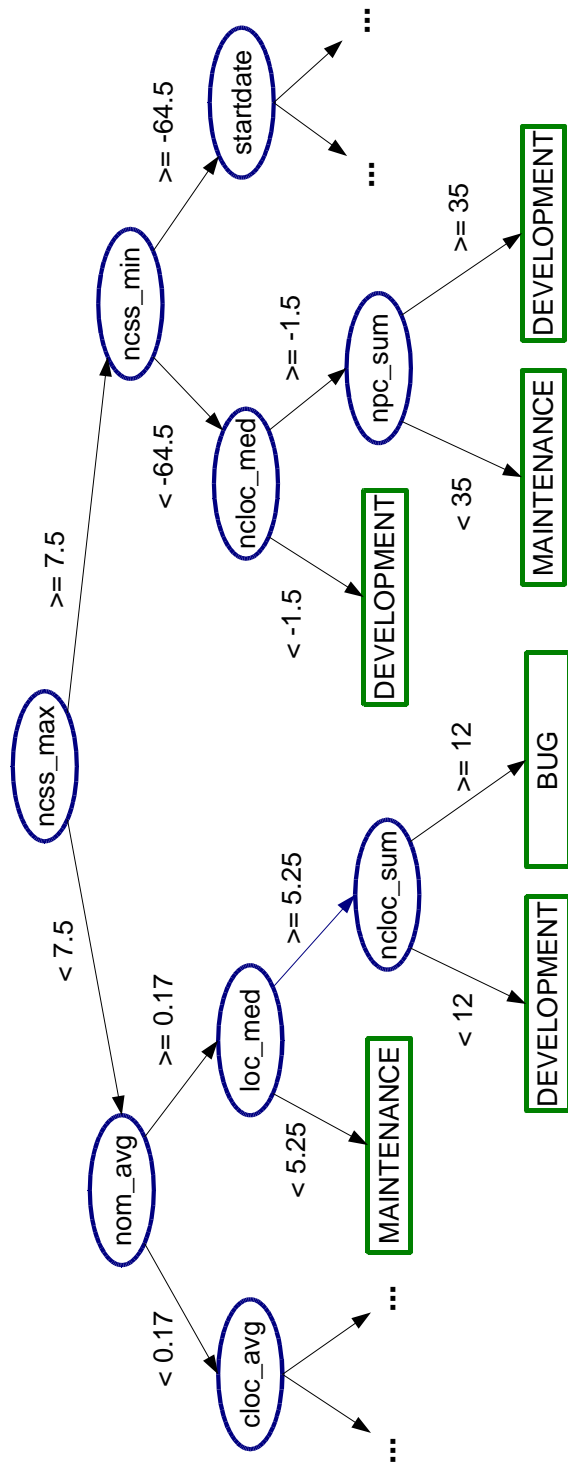 ncss_max
< 7.5
>= 7.5
nom_avg
ncss_min
< 0.17
>= 0.17
< -64.5
>= -64.5
cloc_avg
loc_med
ncloc_med
startdate
...
...
< 5.25
>= 5.25
< -1.5
>= -1.5
...
...
MAINTENANCE
ncloc_sum
DEVELOPMENT
npc_sum
< 12
>= 12
< 35
>= 35
DEVELOPMENT
BUG
MAINTENANCE
DEVELOPMENT